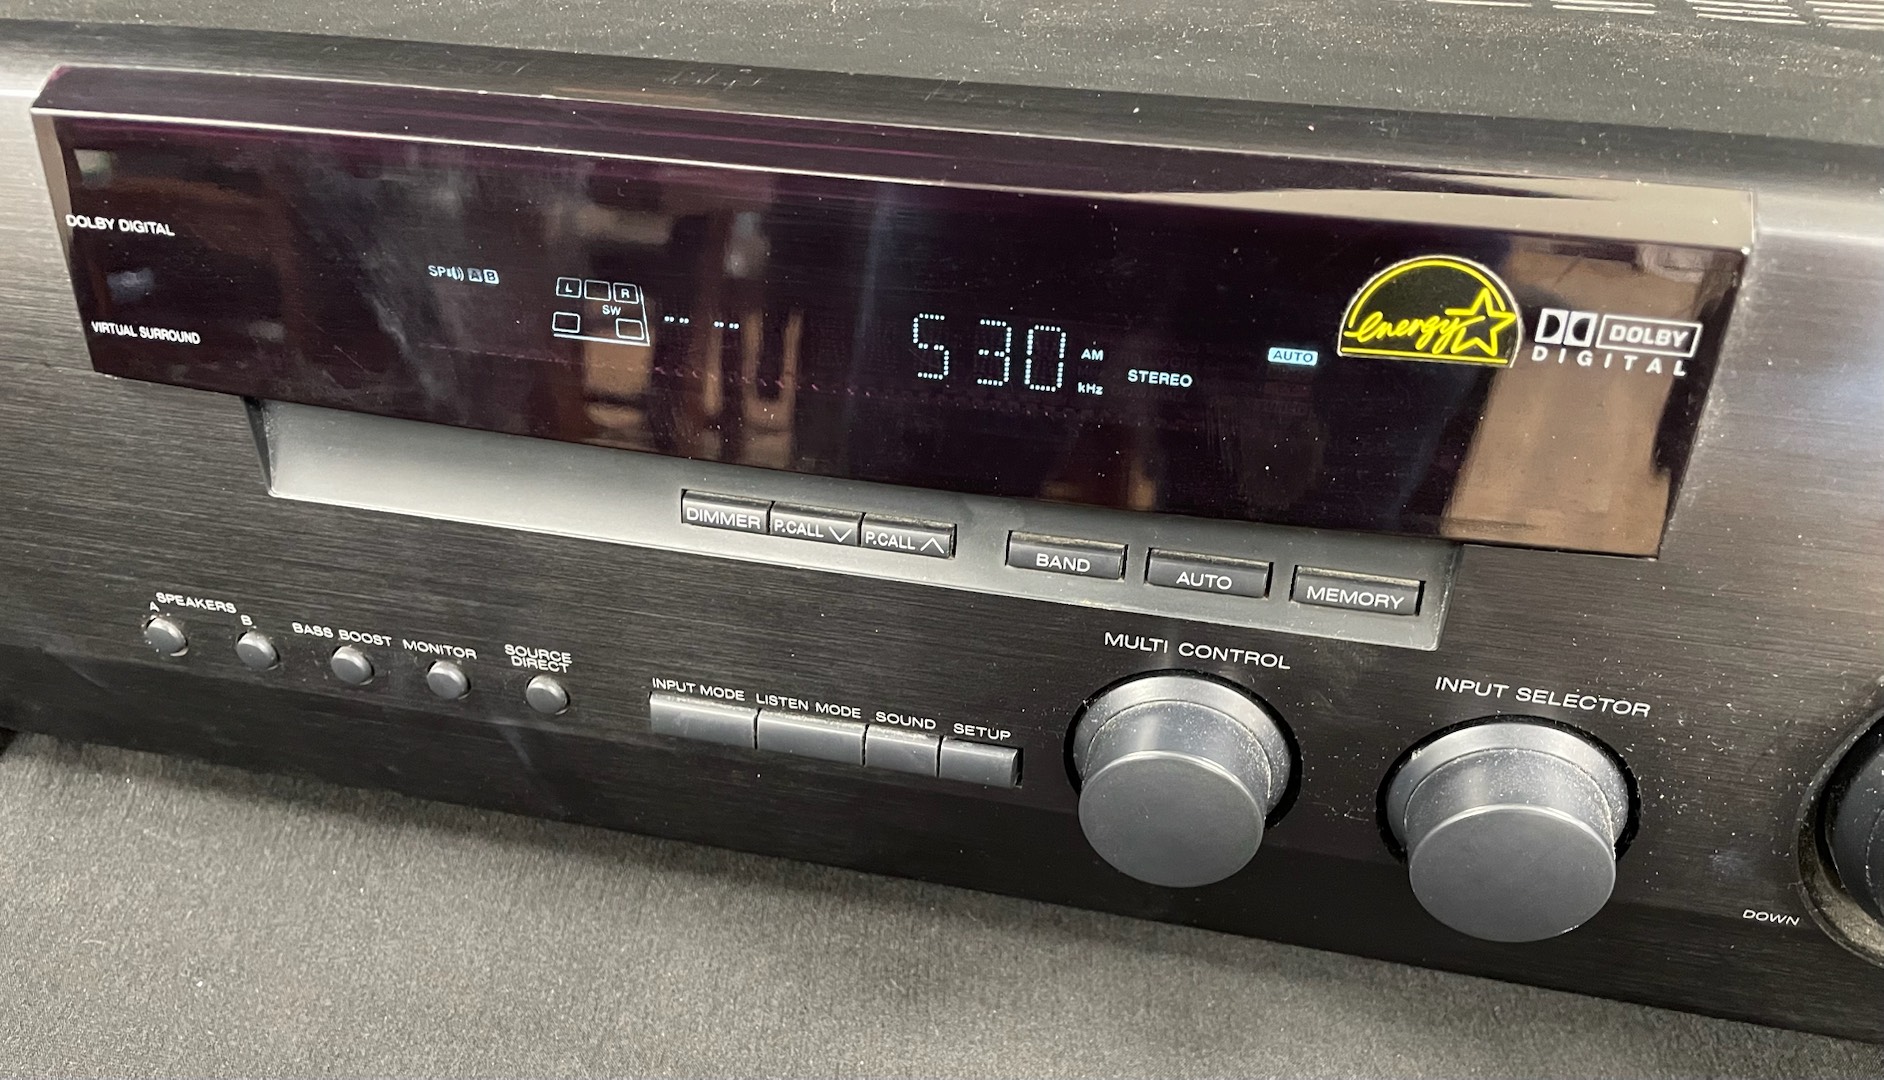 DOLBY DIGITAL
VIRTUAL SURROUND
SP A B
L R
SW
-- --
530
AM
kHz
STEREO
AUTO
energy
DOLBY
DIGITAL
DIMMER
P.CALL
P.CALL
BAND
AUTO
MEMORY
SPEAKERS
A
B
BASS BOOST
MONITOR
SOURCE
DIRECT
INPUT MODE
LISTEN MODE
SOUND
SETUP
MULTI CONTROL
INPUT SELECTOR
DOWN